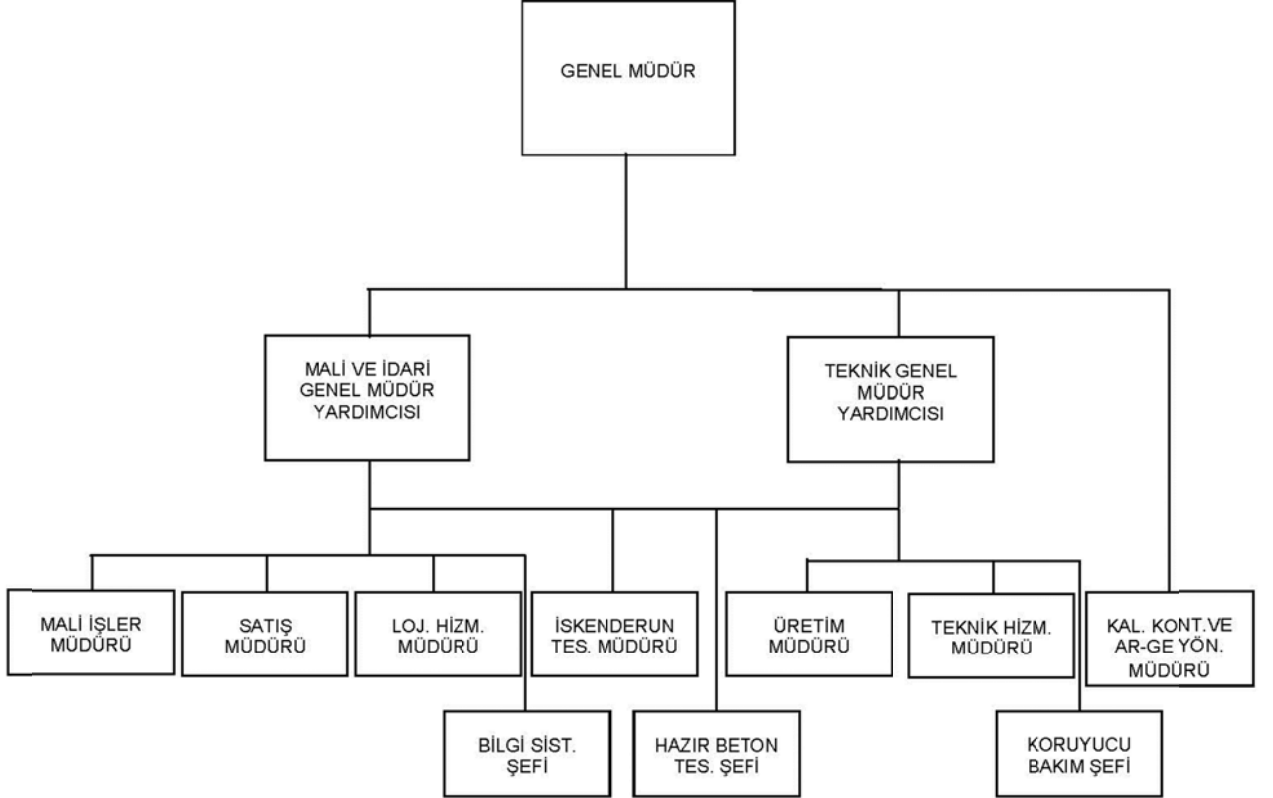 GENEL MÜDÜR
MALİ VE İDARİ
GENEL MÜDÜR
YARDIMCISI
TEKNİK GENEL
MÜDÜR
YARDIMCISI
MALİ İŞLER
MÜDÜRÜ
SATIŞ
MÜDÜRÜ
LOJ. HİZM.
MÜDÜRÜ
İSKENDERUN
TES. MÜDÜRÜ
ÜRETİM
MÜDÜRÜ
TEKNİK HİZM.
MÜDÜRÜ
KAL. KONT.VE
AR-GE YÖN.
MÜDÜRÜ
BİLGİ SİST.
ŞEFİ
HAZIR BETON
TES. ŞEFİ
KORUYUCU
BAKIM ŞEFİ